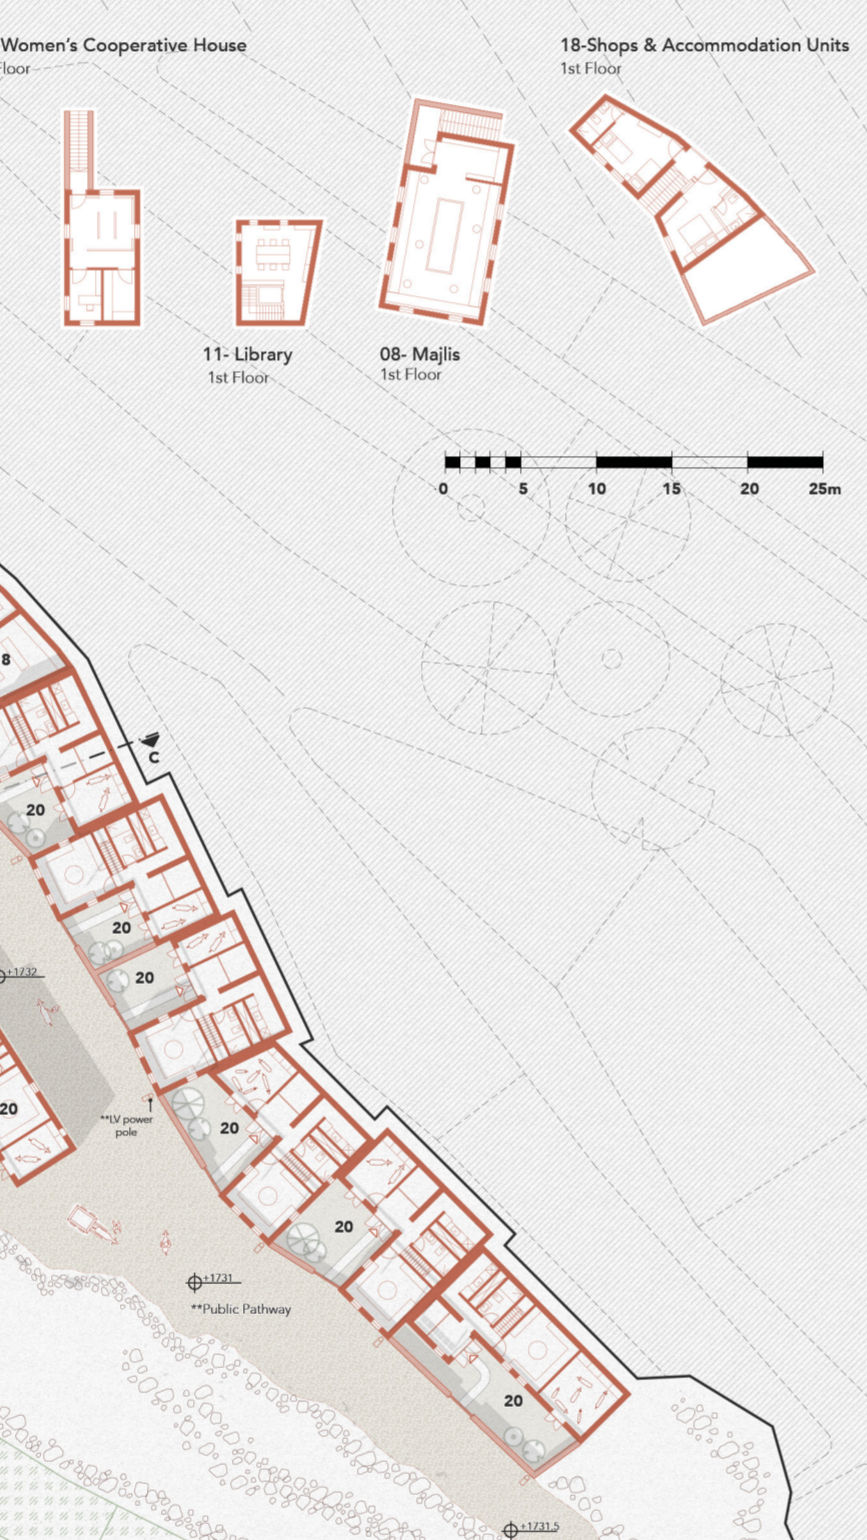 Women's Cooperative House
Floor
18-Shops & Accommodation Units
1st Floor
11- Library
1st Floor
08- Majlis
1st Floor
0 5 10 15 20 25m
8
C
20
20
+1732
20
20
**LV power
pole
20
20
+1731
**Public Pathway
20
+1731.5